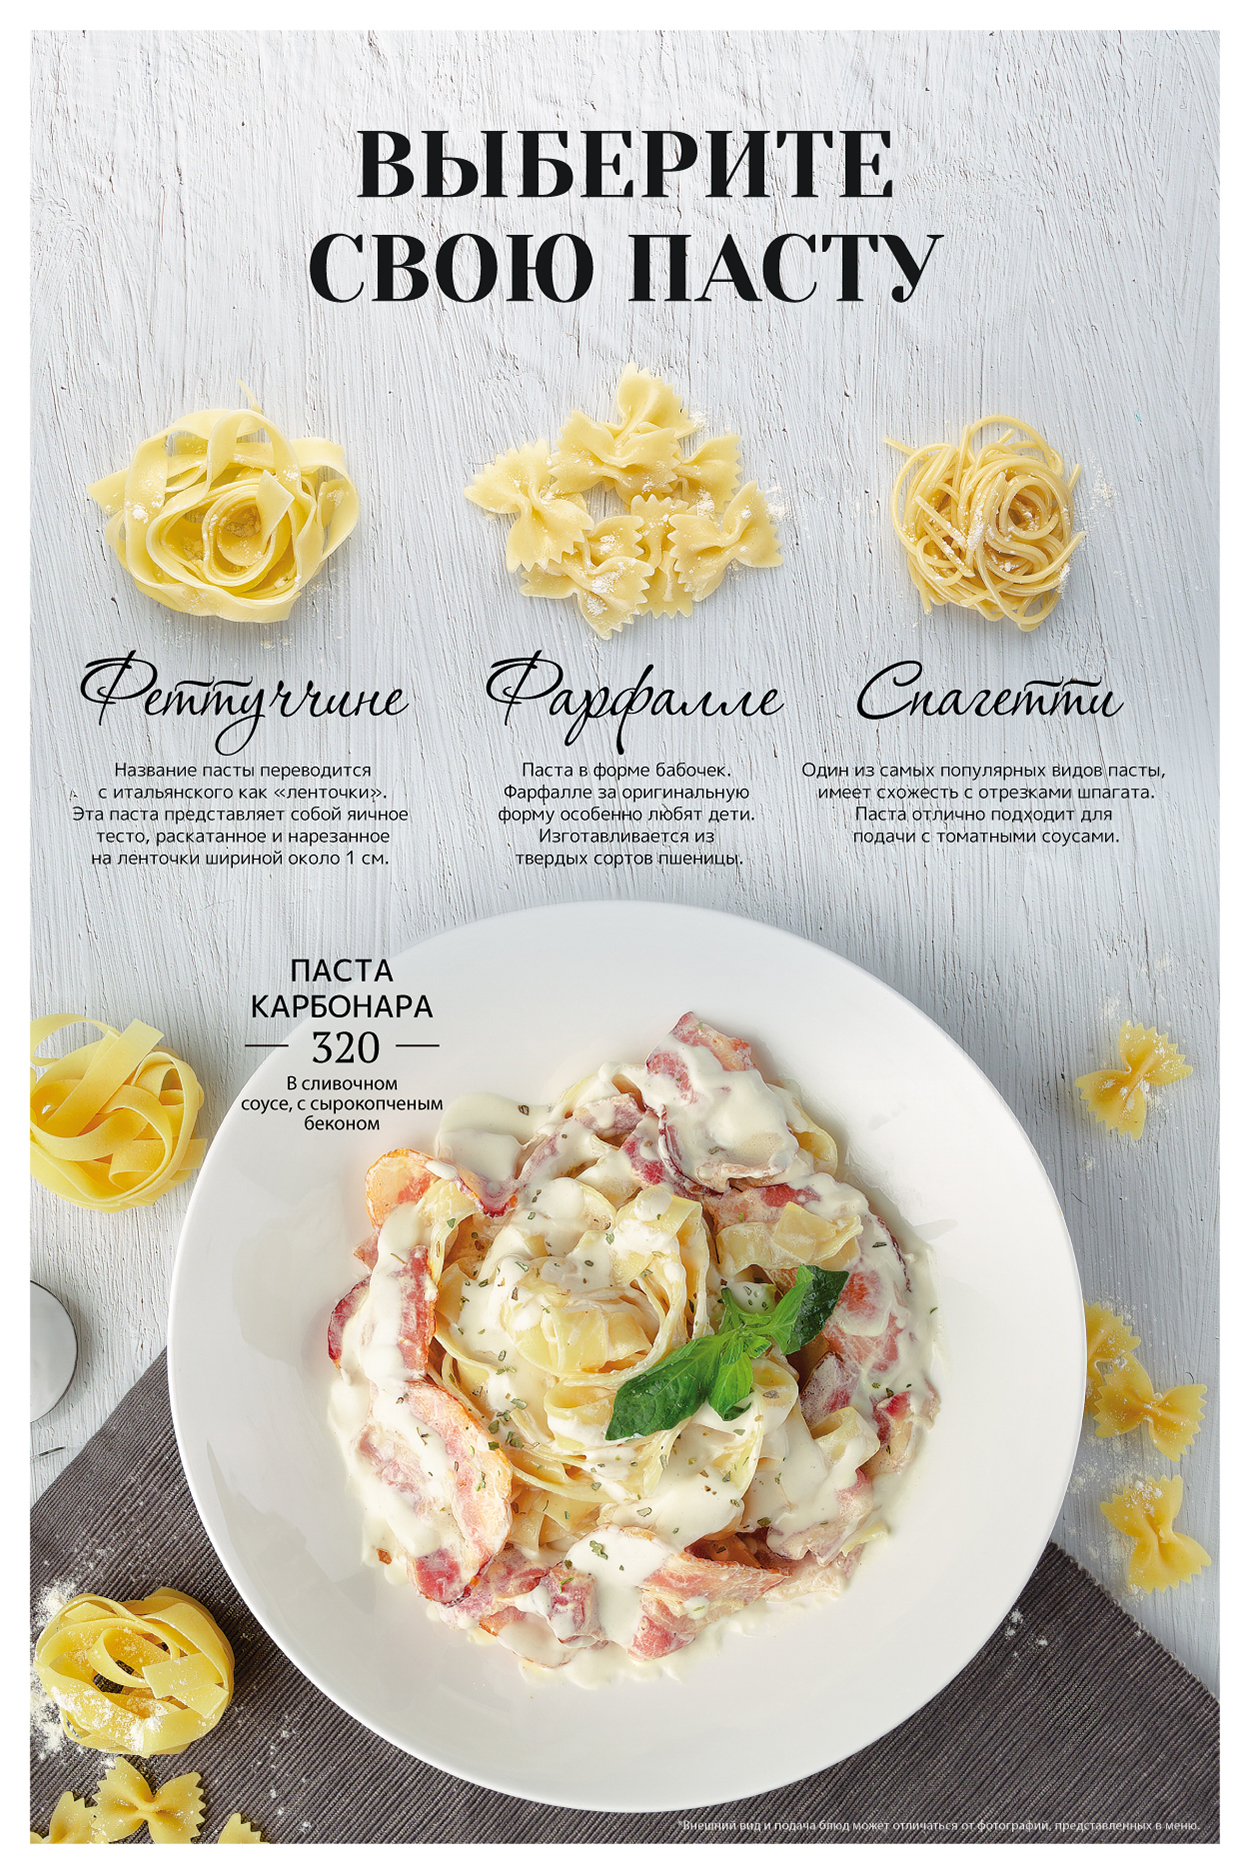 ВЫБЕРИТЕ
СВОЮ ПАСТУ
Феттуччине
Название пасты переводится
с итальянского как «ленточки».
Эта паста представляет собой яичное
тесто, раскатанное и нарезанное
на ленточки шириной около 1 см.
Фарфалле
Паста в форме бабочек.
Фарфалле за оригинальную
форму особенно любят дети.
Изготавливается из
твердых сортов пшеницы.
Спагетти
Один из самых популярных видов пасты,
имеет схожесть с отрезками шпагата.
Паста отлично подходит для
подачи с томатными соусами.
ПАСТА
КАРБОНАРА
320
В сливочном
соусе, с сырокопченым
беконом
*Внешний вид и подача блюд может отличаться от фотографии, представленных в меню.